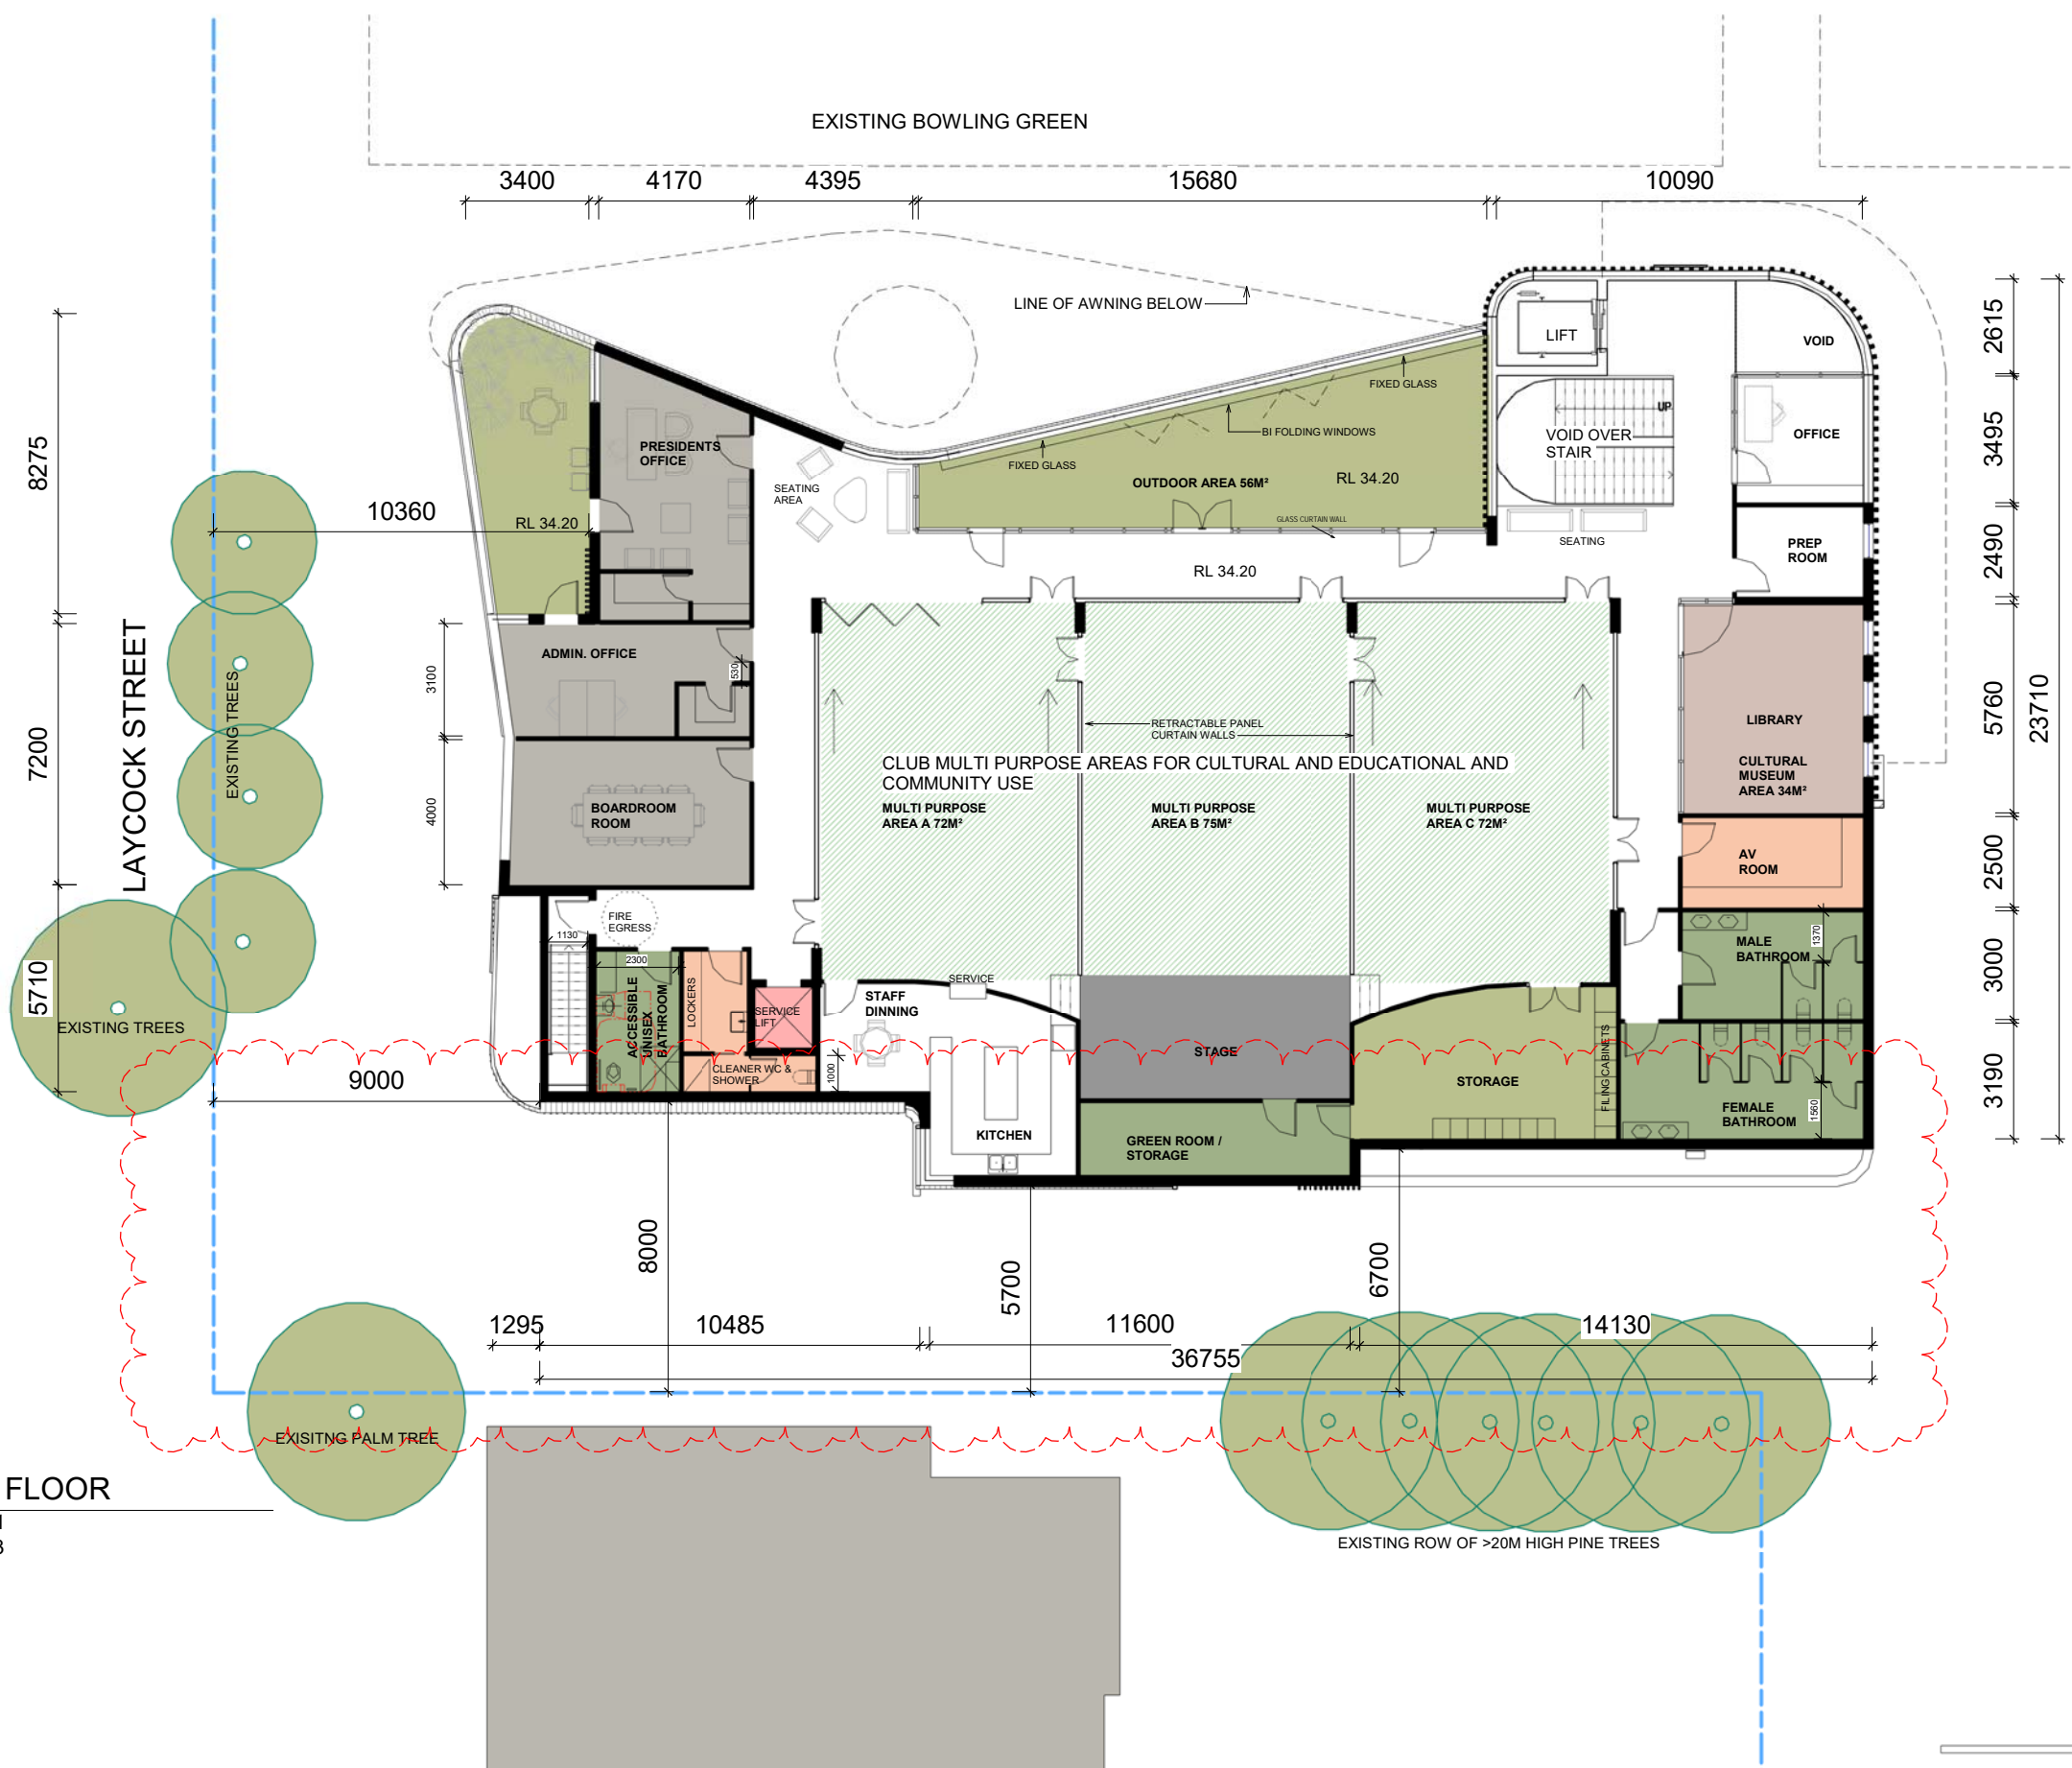 EXISTING BOWLING GREEN
3400
4170
4395
15680
10090
LINE OF AWNING BELOW
LIFT
VOID
2615
FIXED GLASS
UP
8275
PRESIDENTS
OFFICE
BI FOLDING WINDOWS
VOID OVER
STAIR
OFFICE
3495
FIXED GLASS
SEATING
AREA
OUTDOOR AREA 56M²
RL 34.20
10360
RL 34.20
GLASS CURTAIN WALL
SEATING
PREP
ROOM
2490
RL 34.20
LAYCOCK STREET
EXISTING TREES
ADMIN. OFFICE
3100
530
7200
RETRACTABLE PANEL
CURTAIN WALLS
LIBRARY
5760
23710
CLUB MULTI PURPOSE AREAS FOR CULTURAL AND EDUCATIONAL AND
COMMUNITY USE
CULTURAL
MUSEUM
AREA 34M²
4000
BOARDROOM
ROOM
MULTI PURPOSE
AREA A 72M²
MULTI PURPOSE
AREA B 75M²
MULTI PURPOSE
AREA C 72M²
AV
ROOM
2500
FIRE
EGRESS
1130
2300
MALE
BATHROOM
1370
3000
5710
EXISTING TREES
ACCESSIBLE
UNISEX
BATHROOM
LOCKERS
SERVICE
LIFT
STAFF
DINNING
SERVICE
STAGE
CLEANER WC &
SHOWER
1000
STORAGE
FILING CABINETS
9000
FEMALE
BATHROOM
1560
3190
KITCHEN
GREEN ROOM /
STORAGE
8000
5700
6700
1295
10485
11600
14130
36755
EXISITNG PALM TREE
FLOOR
EXISTING ROW OF >20M HIGH PINE TREES